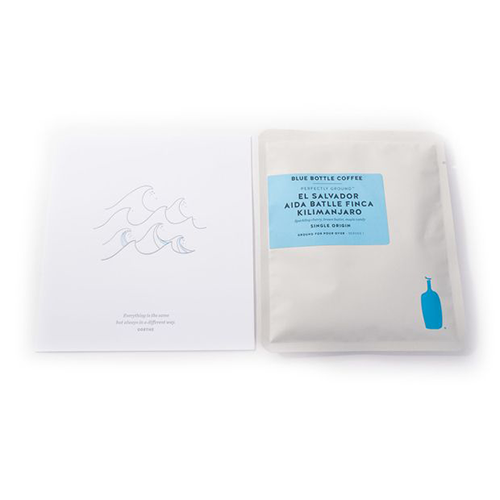 Everything is the same
but always in a different way.
BLUE BOTTLE COFFEE
PERFECTLY GROUND™
EL SALVADOR
AIDA BATLLE FINCA
KILIMANJARO
SINGLE ORIGIN